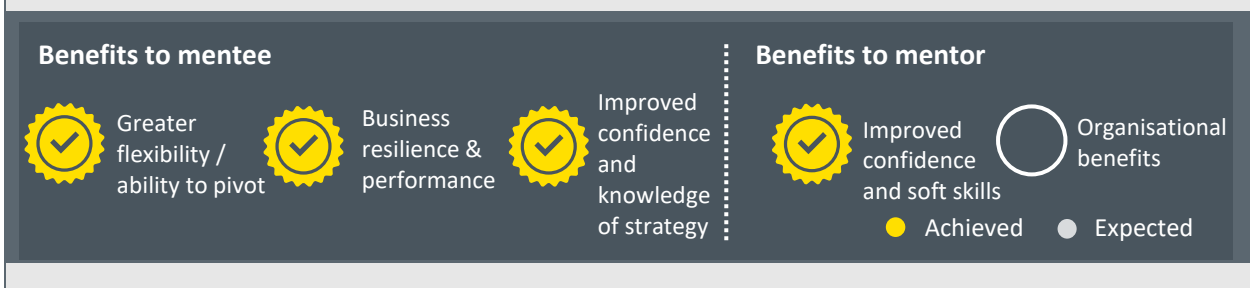 Benefits to mentee
Greater
flexibility /
ability to pivot
Business
resilience &
performance
Improved
confidence
and
knowledge
of strategy
Benefits to mentor
Improved
confidence
and soft skills
Organisational
benefits
Achieved
Expected